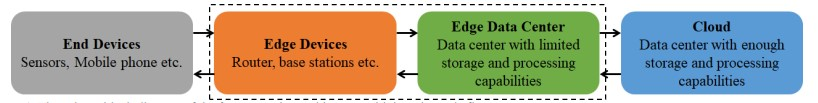 End Devices
Sensors, Mobile phone etc.
Edge Devices
Router, base stations etc.
Edge Data Center
Data center with limited
storage and processing
capabilities
Cloud
Data center with enough
storage and processing
capabilities